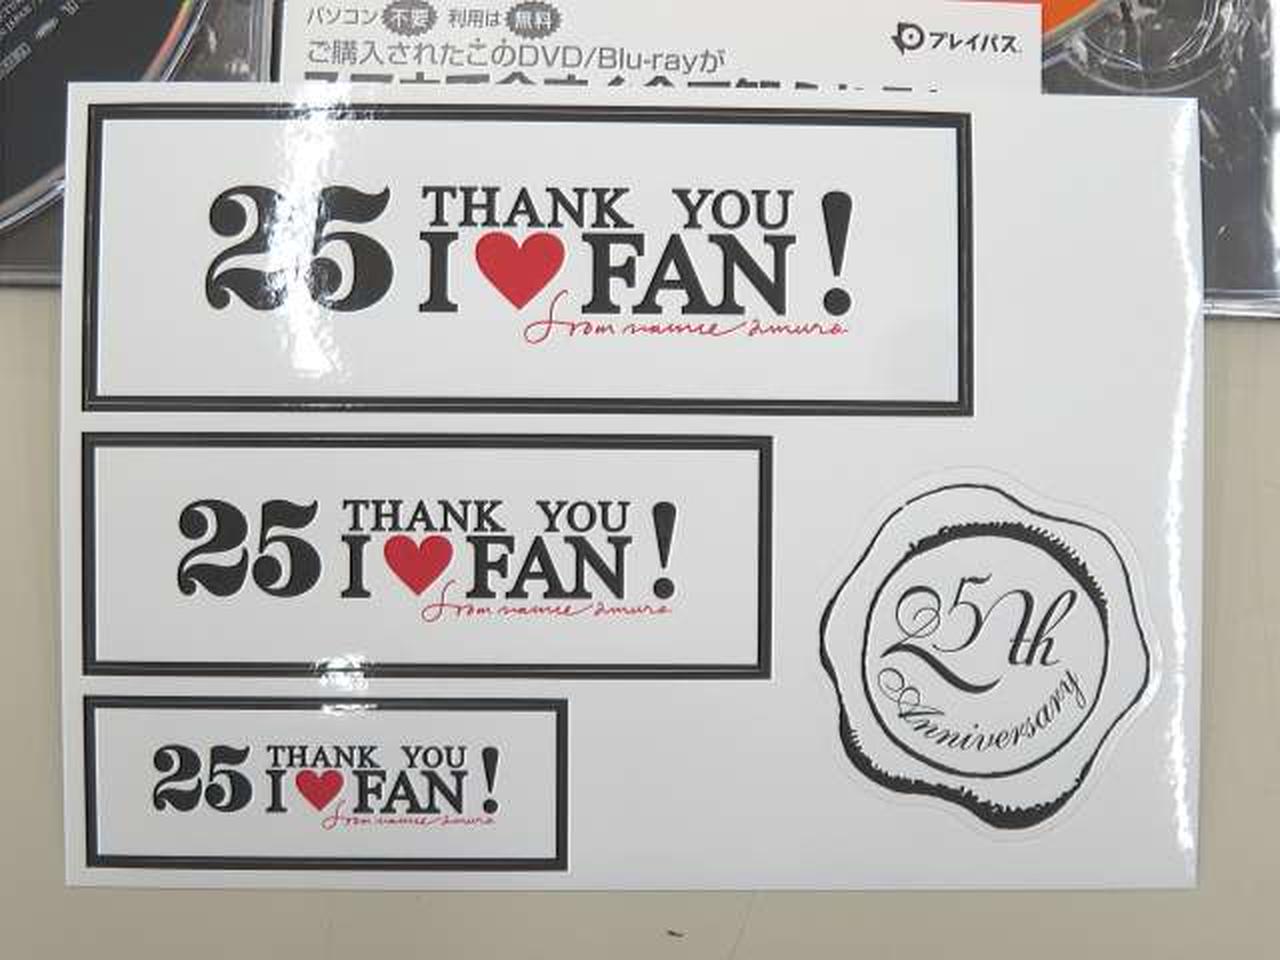 パソコン 不要 利用は 無料
ご購入されたこのDVD/Blu-rayが
プレイパス
25 THANK YOU
I♥FAN!
from namie amuro
25 THANK YOU
I♥FAN!
from namie amuro
25 THANK YOU
I♥FAN!
from namie amuro
25th
Anniversary